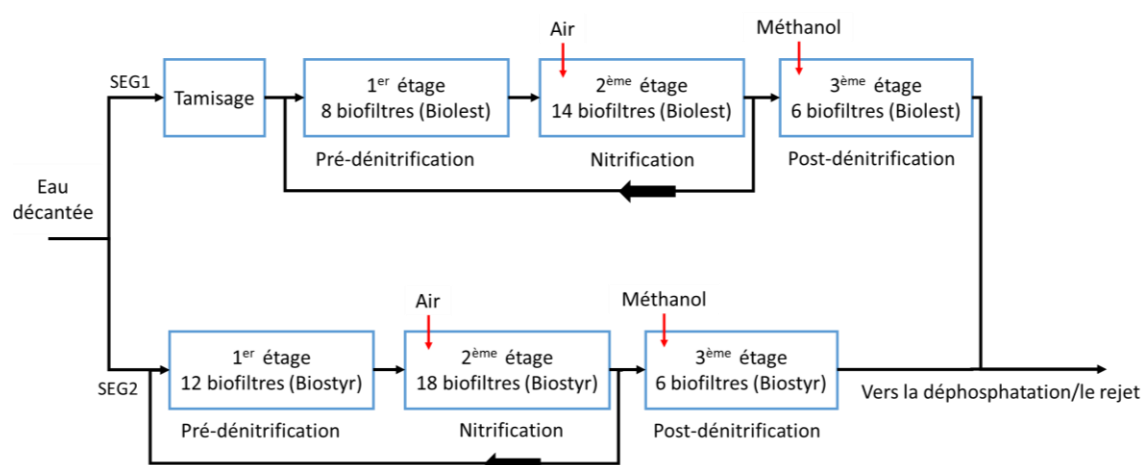 Air
Méthanol
SEG1
Tamisage
1er étage
8 biofiltres (Biolest)
2ème étage
14 biofiltres (Biolest)
3ème étage
6 biofiltres (Biolest)
Pré-dénitrification
Nitrification
Post-dénitrification
Eau
décantée
Air
Méthanol
SEG2
1er étage
12 biofiltres (Biostyr)
2ème étage
18 biofiltres (Biostyr)
3ème étage
6 biofiltres (Biostyr)
Vers la déphosphatation/le rejet
Pré-dénitrification
Nitrification
Post-dénitrification